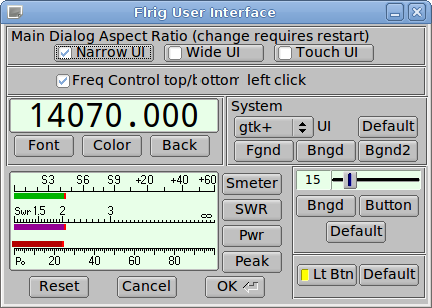 Flrig User Interface
Main Dialog Aspect Ratio (change requires restart)
Narrow UI Wide UI Touch UI
Freq Control top/bottom left click
14070.000
Font Color Back
System
gtk+ UI Default
Fgnd Bngd Bgnd2
S3 S6 S9 +20 +40 +60
Swr 1.5 2 3 ∞
Po 20 40 60 80 100
Smeter
SWR
Pwr
Peak
15
Bngd Button
Default
Lt Btn Default
Reset Cancel OK